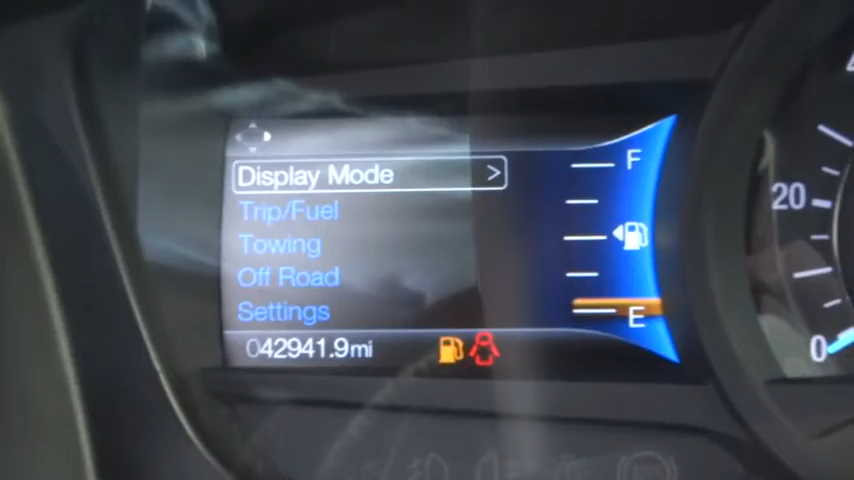 Display Mode >
F
Trip/Fuel
Towing
Off Road
Settings
E
042941.9mi
20
0